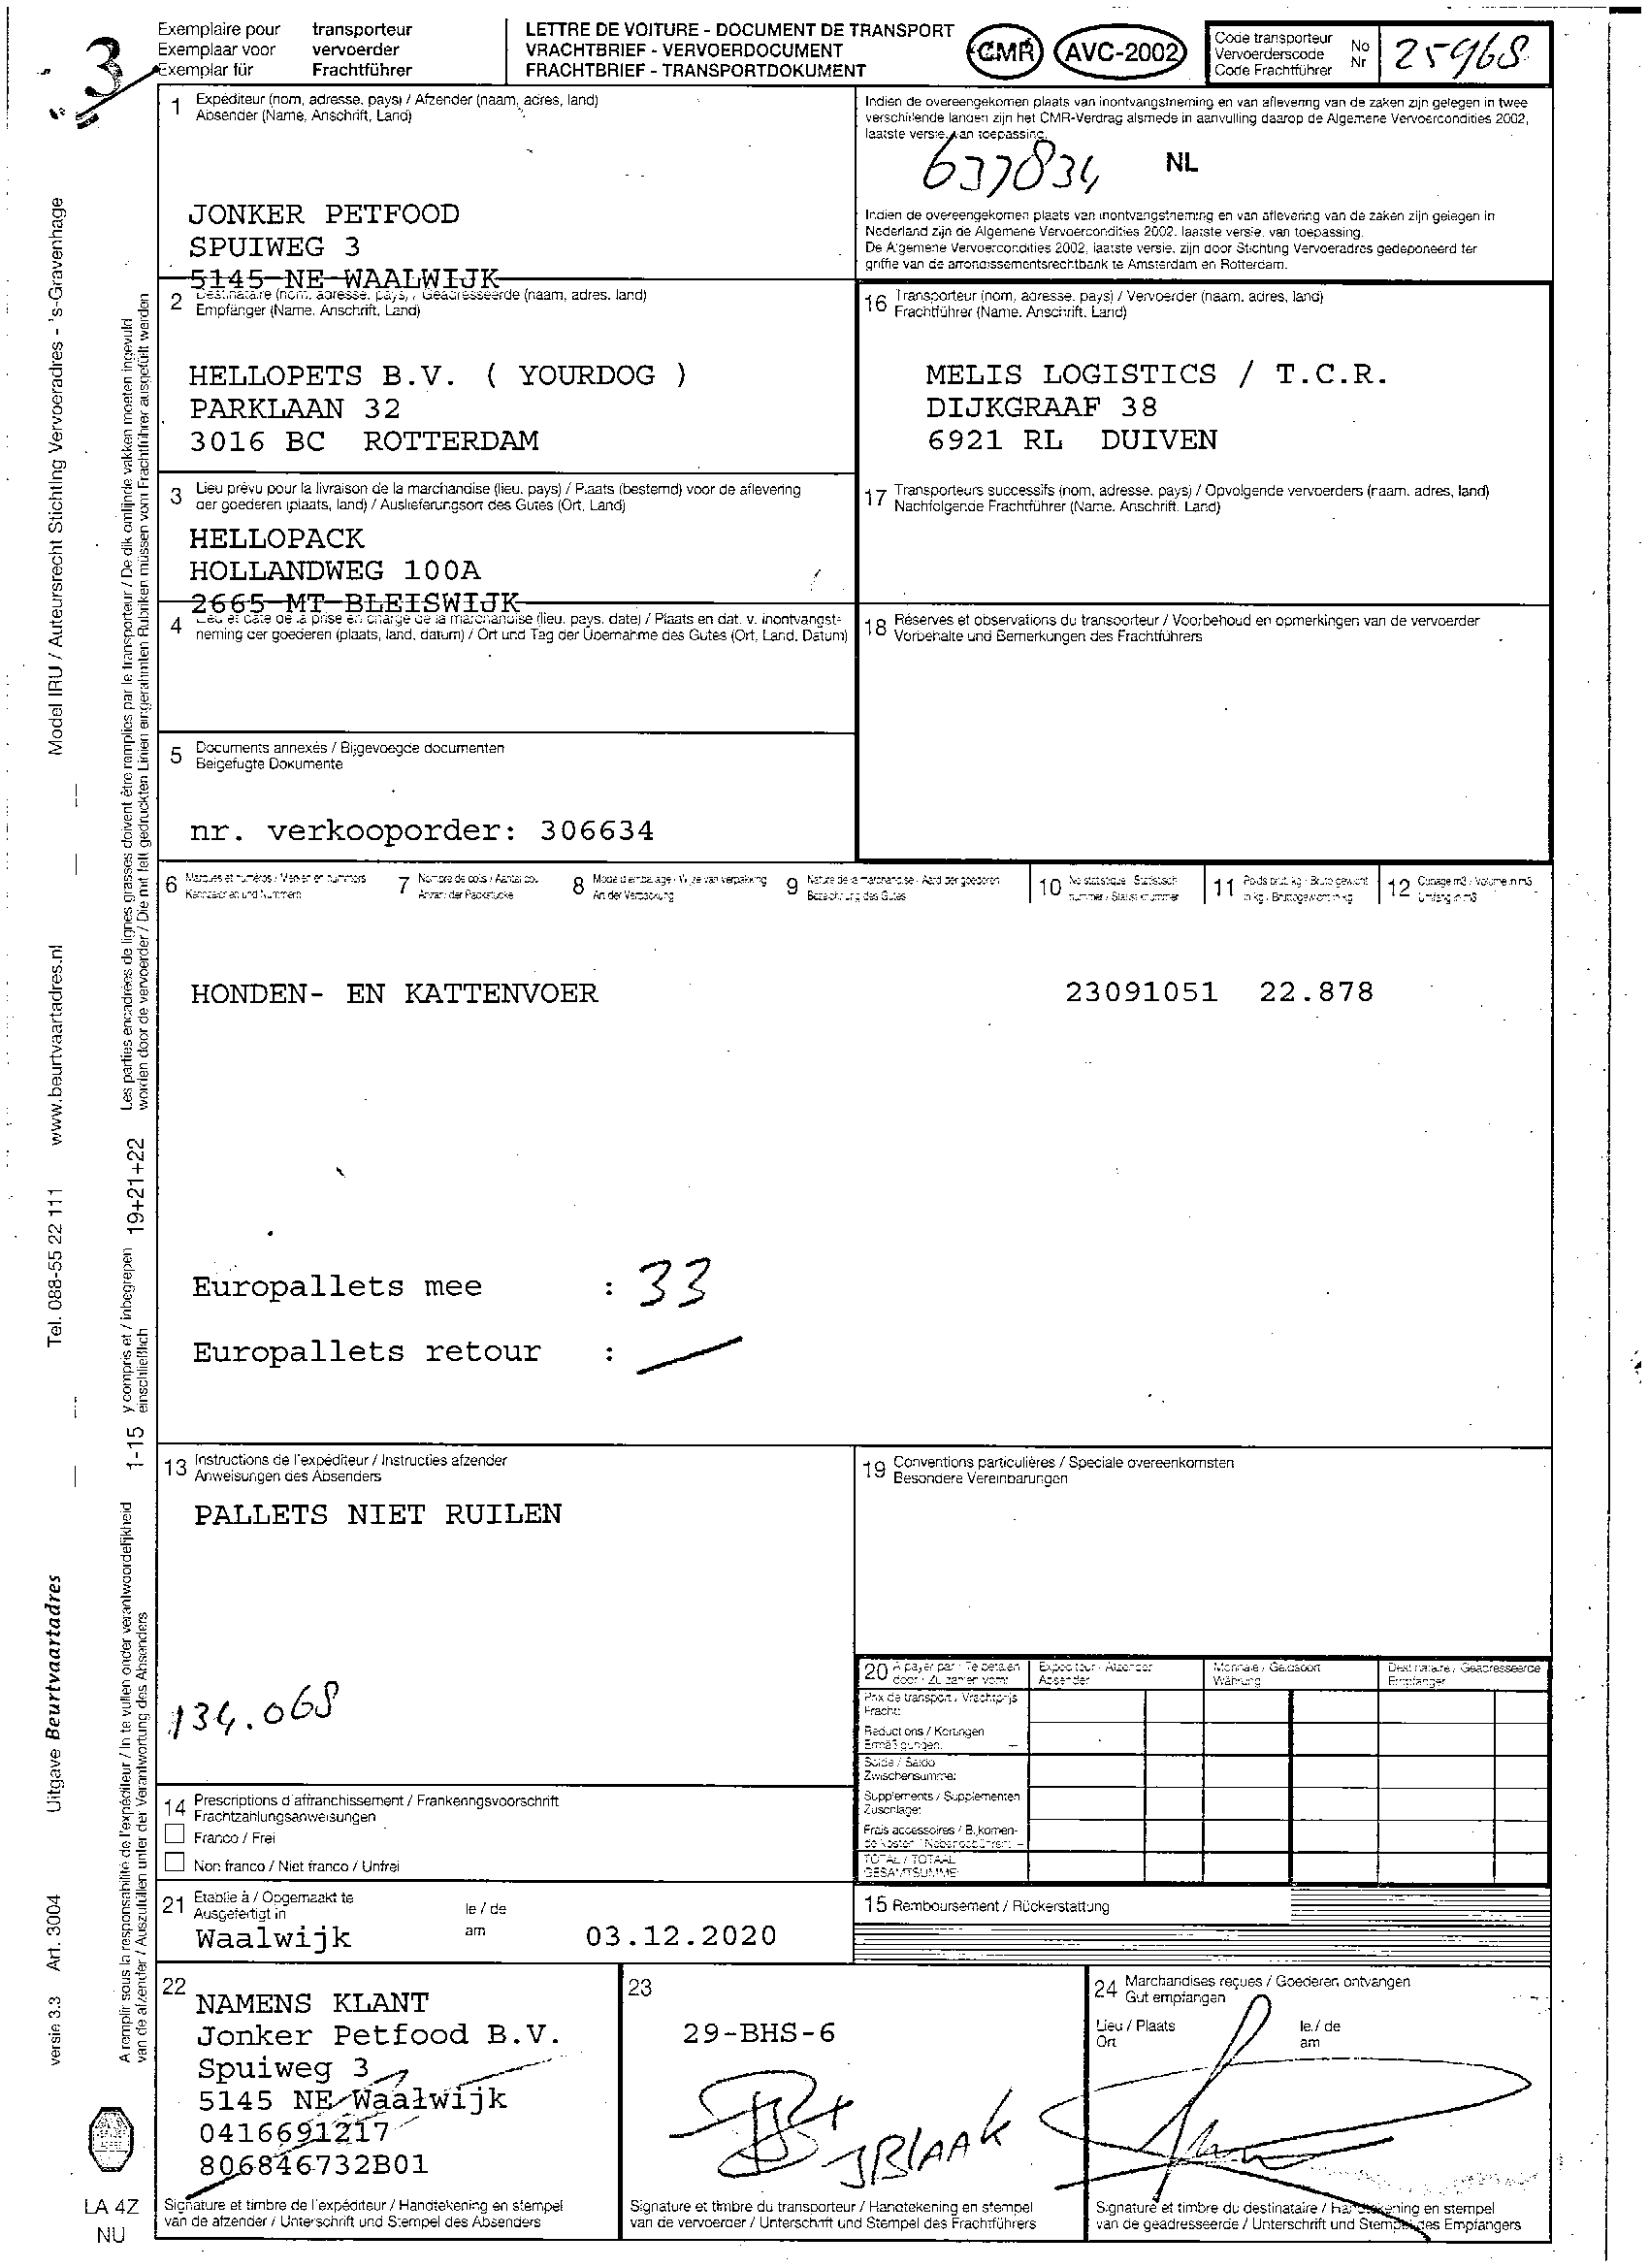 3
Exemplaire pour transporteur
Exemplaar voor vervoerder
Exemplar für Frachtführer
LETTRE DE VOITURE - DOCUMENT DE TRANSPORT
VRACHTBRIEF - VERVOERDOCUMENT
FRACHTBRIEF - TRANSPORTDOKUMENT
CMR AVC-2002
Code transporteur No
Vervoerderscode Nr
Code Frachtführer
25968
1 Expéditeur (nom, adresse, pays) / Afzender (naam, adres, land)
Absender (Name, Anschrift, Land)
JONKER PETFOOD
SPUIWEG 3
5145 NE WAALWIJK
Indien de overeengekomen plaats van inontvangstneming en van aflevering van de zaken zijn gelegen in twee
verschillende landen zijn het CMR-Verdrag alsmede in aanvulling daarop de Algemene Vervoercondities 2002,
laatste versie, van toepassing.
637834 NL
Indien de overeengekomen plaats van inontvangstneming en van aflevering van de zaken zijn gelegen in
Nederland zijn de Algemene Vervoercondities 2002, laatste versie, van toepassing.
De Algemene Vervoercondities 2002, laatste versie, zijn door Stichting Vervoeradres gedeponeerd ter
griffie van de arrondissementsrechtbank te Amsterdam en Rotterdam.
2 Destinataire (nom, adresse, pays) / Geadresseerde (naam, adres, land)
Empfänger (Name, Anschrift, Land)
HELLOPETS B.V. ( YOURDOG )
PARKLAAN 32
3016 BC ROTTERDAM
16 Transporteur (nom, adresse, pays) / Vervoerder (naam, adres, land)
Frachtführer (Name, Anschrift, Land)
MELIS LOGISTICS / T.C.R.
DIJKGRAAF 38
6921 RL DUIVEN
3 Lieu prévu pour la livraison de la marchandise (lieu, pays) / Plaats (bestemd) voor de aflevering
der goederen (plaats, land) / Auslieferungsort des Gutes (Ort, Land)
HELLOPACK
HOLLANDWEG 100A
2665 MT BLEISWIJK
17 Transporteurs successifs (nom, adresse, pays) / Opvolgende vervoerders (naam, adres, land)
Nachfolgende Frachtführer (Name, Anschrift, Land)
4 Lieu et date de la prise en charge de la marchandise (lieu, pays, date) / Plaats en dat. v. inontvangst-
neming der goederen (plaats, land, datum) / Ort und Tag der Übernahme des Gutes (Ort, Land, Datum)
18 Réserves et observations du transporteur / Voorbehoud en opmerkingen van de vervoerder
Vorbehalte und Bemerkungen des Frachtführers
5 Documents annexés / Bijgevoegde documenten
Beigefügte Dokumente
nr. verkooporder: 306634
6 Marques et numéros / Merken en nummers
Kennzeichen und Nummern
7 Nombre de colis / Aantal colli
Anzahl der Packstücke
8 Mode d'emballage / Wijze van verpakking
Art der Verpackung
9 Nature de la marchandise / Aard der goederen
Bezeichnung des Gutes
10 No statistique / Statistisch
nummer / Statistiknummer
11 Poids brut, kg / Bruto gewicht
in kg / Bruttogewicht in kg
12 Cubage m3 / Volume in m3
Umfang in m3
HONDEN- EN KATTENVOER 23091051 22.878
Europallets mee : 33
Europallets retour :
13 Instructions de l'expéditeur / Instructies afzender
Anweisungen des Absenders
PALLETS NIET RUILEN
134.068
19 Conventions particulières / Speciale overeenkomsten
Besondere Vereinbarungen
20 A payer par / Te betalen
door / Zu zahlen vom:
Expéditeur / Afzender
Absender
Monnaie / Geldsoort
Währung
Destinataire / Geadresseerde
Empfänger
Prix de transport / Vrachtprijs
Fracht:
Reductions / Kortingen
Ermäßigungen: –
Solde / Saldo
Zwischensumme:
Suppléments / Supplementen
Zuschläge:
Frais accessoires / Bijkomen-
de kosten / Nebengebühren: –
TOTAL / TOTAAL
GESAMTSUMME:
14 Prescriptions d'affranchissement / Frankeringsvoorschrift
Frachtzahlungsanweisungen
Franco / Frei
Non franco / Niet franco / Unfrei
21 Etablie à / Opgemaakt te le / de
Ausgefertigt in am
Waalwijk 03.12.2020
15 Remboursement / Rückerstattung
22 NAMENS KLANT
Jonker Petfood B.V.
Spuiweg 3
5145 NE Waalwijk
0416691217
806846732B01
Signature et timbre de l'expéditeur / Handtekening en stempel
van de afzender / Unterschrift und Stempel des Absenders
23
29-BHS-6
JBLAAK
Signature et timbre du transporteur / Handtekening en stempel
van de vervoerder / Unterschrift und Stempel des Frachtführers
24 Marchandises reçues / Goederen ontvangen
Gut empfangen
Lieu / Plaats le / de
Ort am
Signature et timbre du destinataire / Handtekening en stempel
van de geadresseerde / Unterschrift und Stempel des Empfängers
Model IRU / Auteursrecht Stichting Vervoeradres - 's-Gravenhage
www.beurtvaartadres.nl
Tel. 088-55 22 111
Uitgave Beurtvaartadres
Art. 3004
versie 3.3
Les parties encadrées de lignes grasses doivent être remplies par le transporteur / De dik omlijnde vakken moeten ingevuld
worden door de vervoerder / Die mit fett gedruckten Linien eingerahmten Rubriken müssen vom Frachtführer ausgefüllt werden
1-15 y compris et / inbegrepen 19+21+22
einschließlich
A remplir sous la responsabilité de l'expéditeur / In te vullen onder verantwoordelijkheid
van de afzender / Auszufüllen unter der Verantwortung des Absenders
LA 4Z
NU